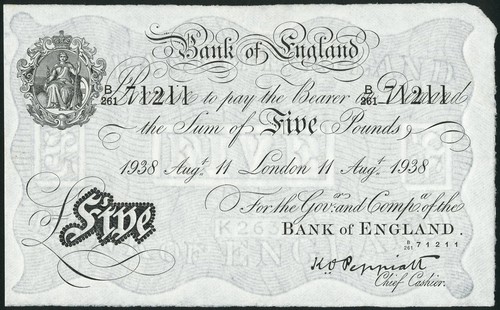 Bank of England
B/261 71211 B/261 71211
I Promise to pay the Bearer on Demand
the Sum of Five Pounds
1938 Augt. 11 London 11 Augt. 1938
For the Govr. and Compa. of the
BANK OF ENGLAND.
B/261 71211
£Five
K.O. Peppiatt
Chief Cashier.